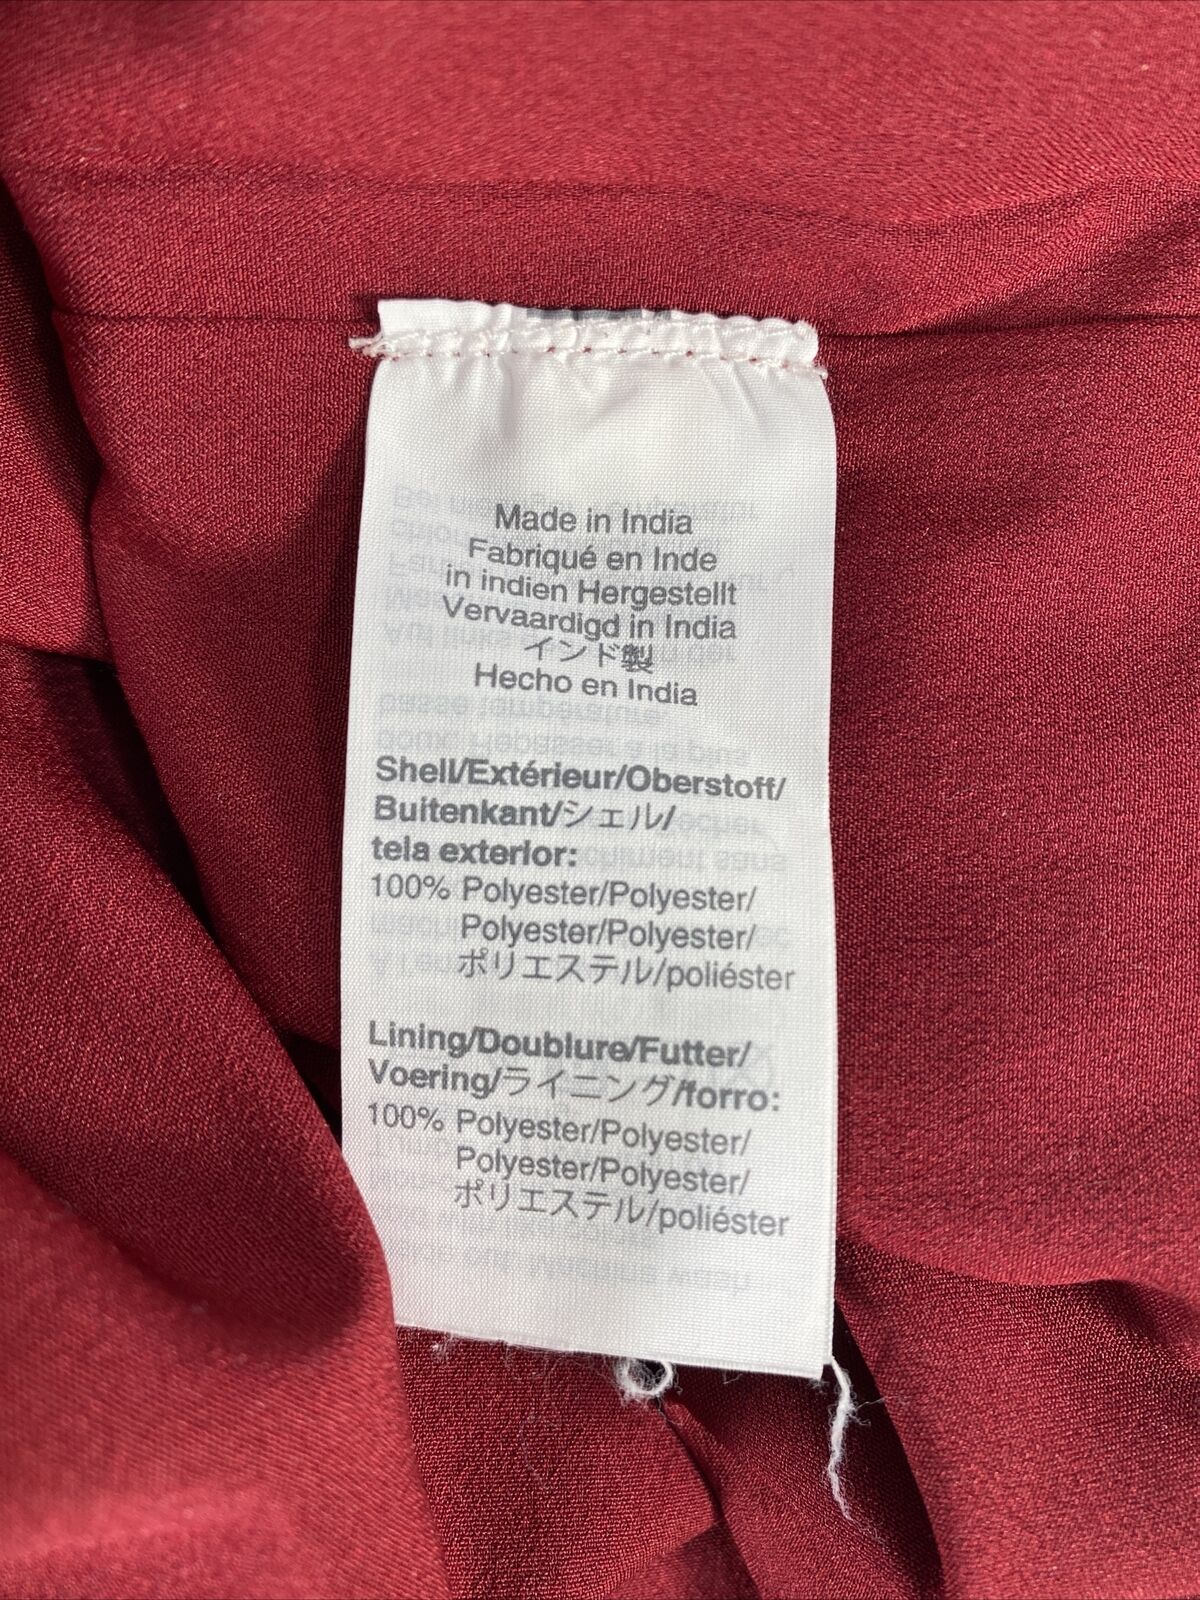 Made in India
Fabriqué en Inde
in indien Hergestellt
Vervaardigd in India
インド製
Hecho en India
Shell/Extérieur/Oberstoff/
Buitenkant/シェル/
tela exterior:
100% Polyester/Polyester/
Polyester/Polyester/
ポリエステル/poliéster
Lining/Doublure/Futter/
Voering/ライニング/forro:
100% Polyester/Polyester/
Polyester/Polyester/
ポリエステル/poliéster